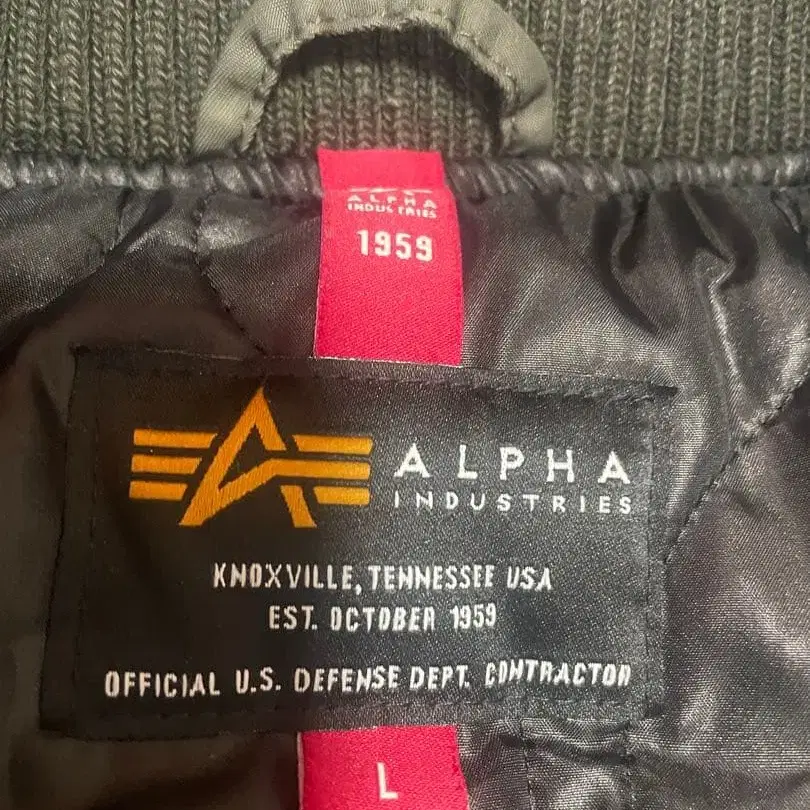 ALPHA
INDUSTRIES
1959
ALPHA
INDUSTRIES
KNOXVILLE, TENNESSEE USA
EST. OCTOBER 1959
OFFICIAL U.S. DEFENSE DEPT. CONTRACTOR
L